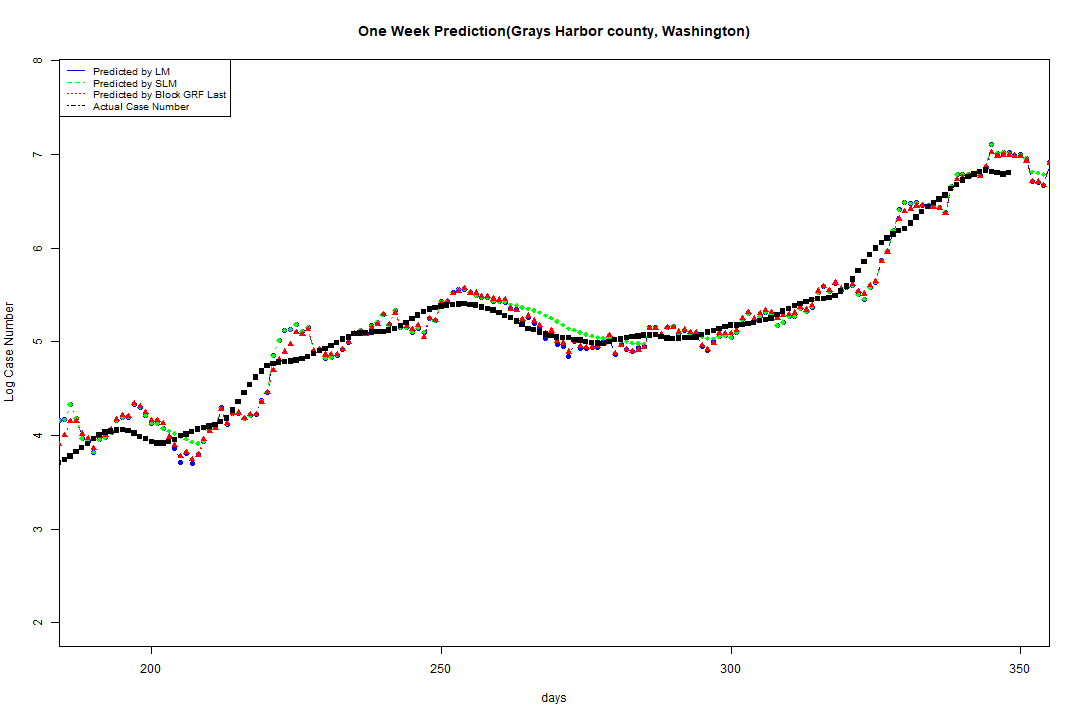 One Week Prediction(Grays Harbor county, Washington)
Predicted by LM
Predicted by SLM
Predicted by Block GRF Last
Actual Case Number
Log Case Number
8
7
6
5
4
3
2
200 250 300 350
days